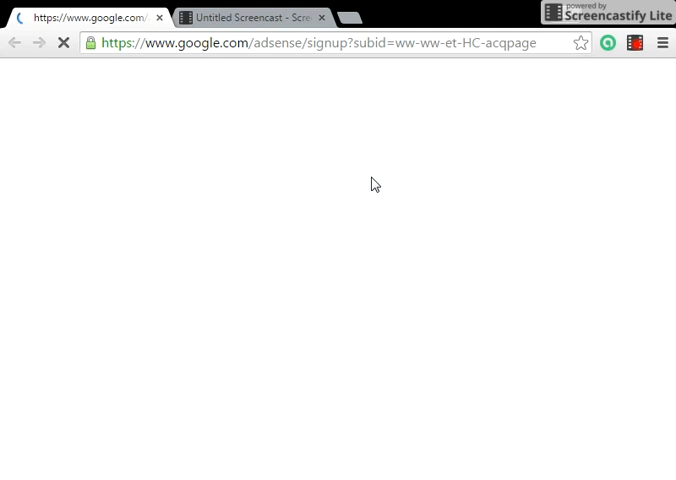 https://www.google.com/
Untitled Screencast - Scre
powered by
Screencastify Lite
https://www.google.com/adsense/signup?subid=ww-ww-et-HC-acqpage